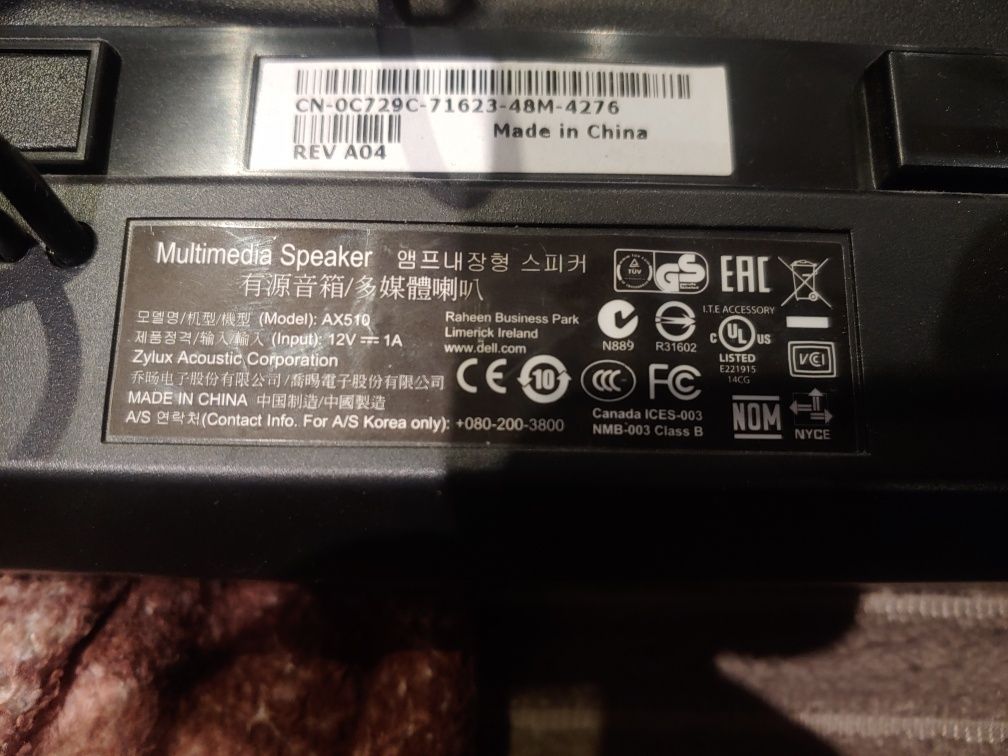 CN-0C729C-71623-48M-4276
Made in China
REV A04
Multimedia Speaker 앰프내장형 스피커
有源音箱/多媒體喇叭
모델명/机型/機型 (Model): AX510
제품정격/输入/輸入 (Input): 12V ⎓ 1A
Zylux Acoustic Corporation
乔旸电子股份有限公司/喬暘電子股份有限公司
MADE IN CHINA 中国制造/中國製造
A/S 연락처(Contact Info. For A/S Korea only): +080-200-3800
Raheen Business Park
Limerick Ireland
www.dell.com
TÜV GS EAC
N889
R31602
I.T.E ACCESSORY
c UL US
LISTED
E221915
14CG
VCI
CE 10 CCC FC
Canada ICES-003
NMB-003 Class B
NOM
NYCE